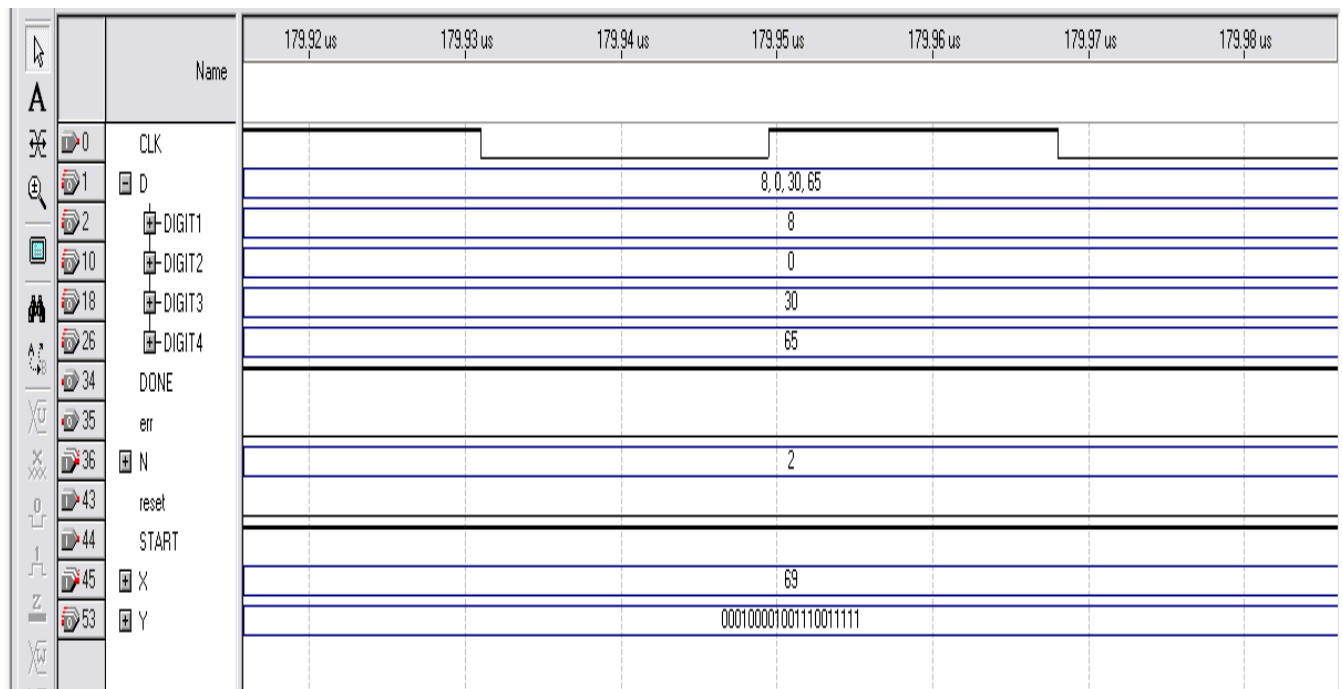 179.92 us 179.93 us 179.94 us 179.95 us 179.96 us 179.97 us 179.98 us
Name
A
0 CLK
1 D 8, 0, 30, 65
2 DIGIT1 8
10 DIGIT2 0
18 DIGIT3 30
26 DIGIT4 65
34 DONE
35 err
36 N 2
43 reset
44 START
45 X 69
53 Y 000100001001110011111